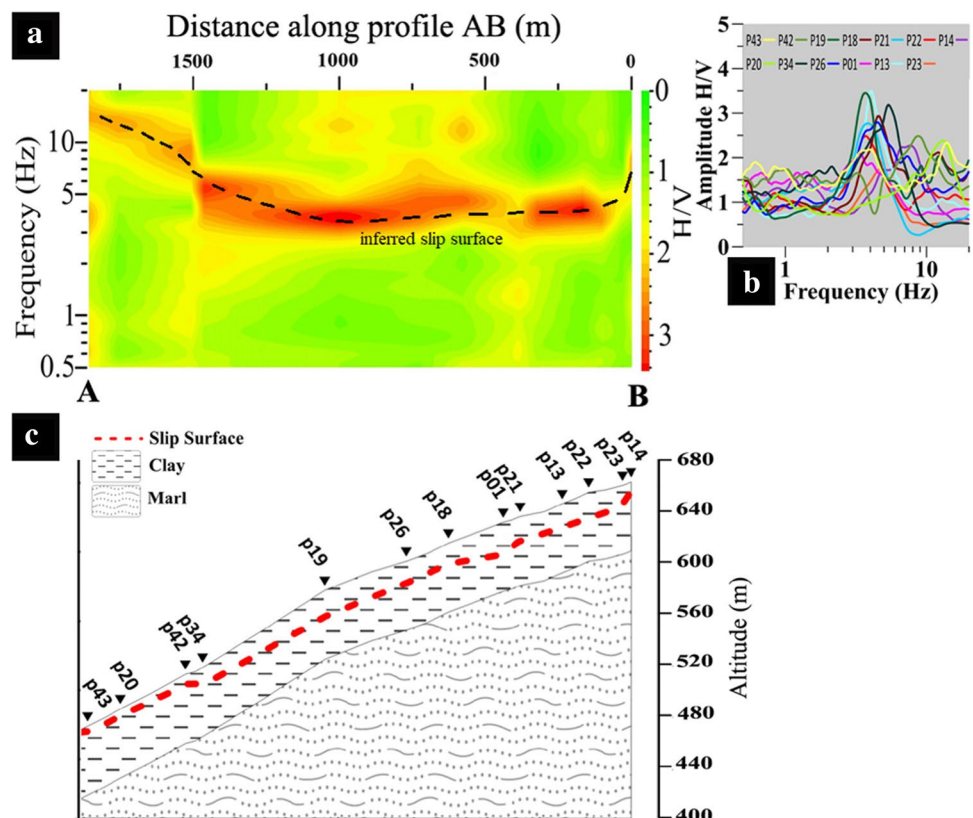 a
Distance along profile AB (m)
1500 1000 500 0
Frequency (Hz)
10
5
1
0.5
inferred slip surface
0
1
2
3
H/V
A B
b
Amplitude H/V
5
4
3
2
1
0
P43 P42 P19 P18 P21 P22 P14
P20 P34 P26 P01 P13 P23
1 10
Frequency (Hz)
c
Slip Surface
Clay
Marl
p43
p20
p42
p34
p19
p26
p18
p01
p21
p13
p22
p23
p14
680
640
600
560
520
480
440
400
Altitude (m)